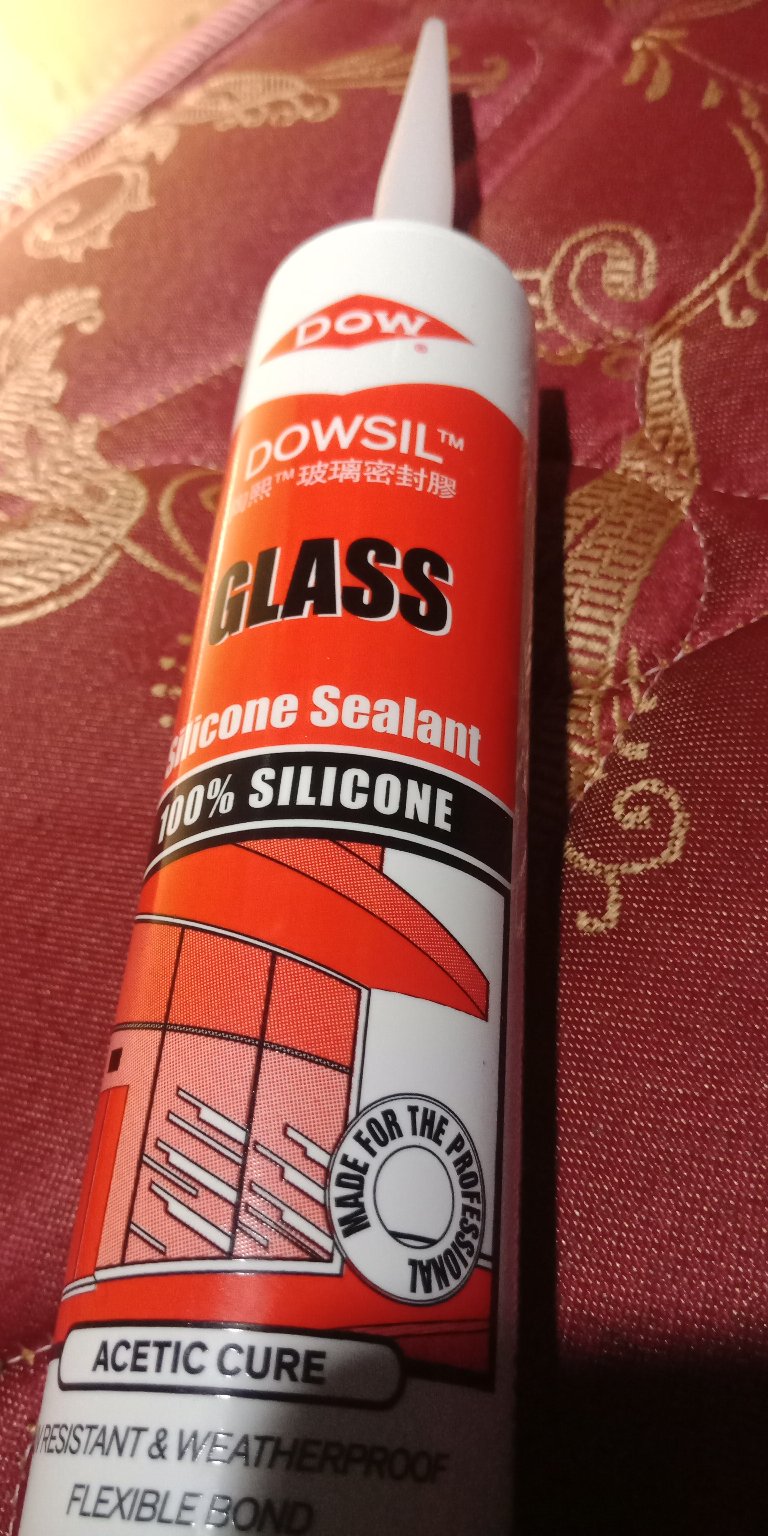 DOW
®
DOWSIL™
熙™玻璃密封膠
GLASS
Silicone Sealant
100% SILICONE
MADE FOR THE PROFESSIONAL
ACETIC CURE
RESISTANT & WEATHERPROOF
FLEXIBLE BOND